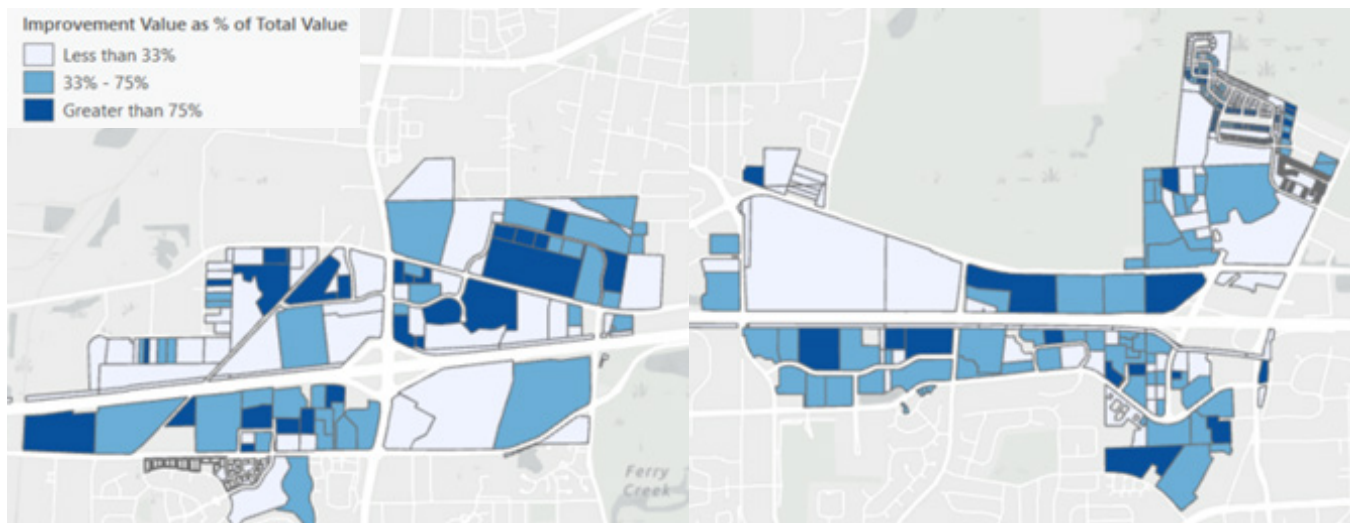 Improvement Value as % of Total Value
Less than 33%
33% - 75%
Greater than 75%
Ferry
Creek